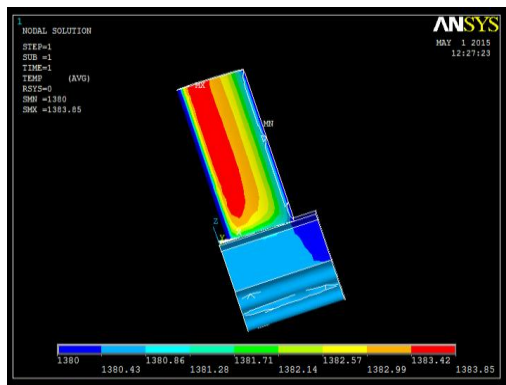 1
NODAL SOLUTION
STEP=1
SUB =1
TIME=1
TEMP (AVG)
RSYS=0
SMN =1380
SMX =1383.85
ANSYS
MAY 1 2015
12:27:23
MX
MN
Z
Y
1380 1380.86 1381.71 1382.57 1383.42
1380.43 1381.28 1382.14 1382.99 1383.85